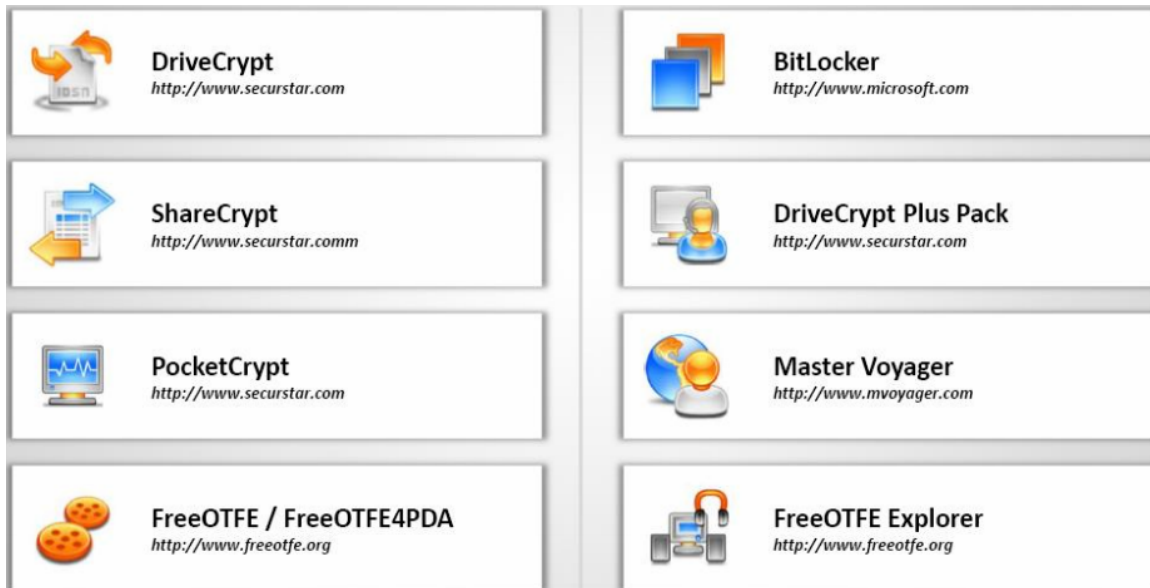 DriveCrypt
http://www.securstar.com
BitLocker
http://www.microsoft.com
ShareCrypt
http://www.securstar.comm
DriveCrypt Plus Pack
http://www.securstar.com
PocketCrypt
http://www.securstar.com
Master Voyager
http://www.mvoyager.com
FreeOTFE / FreeOTFE4PDA
http://www.freeotfe.org
FreeOTFE Explorer
http://www.freeotfe.org